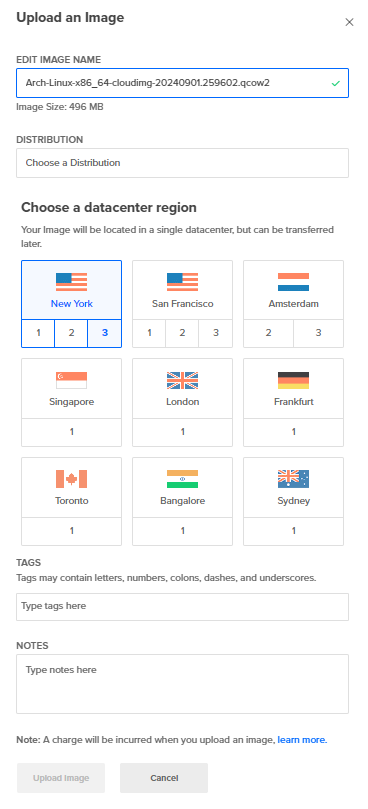 Upload an Image
EDIT IMAGE NAME
Arch-Linux-x86_64-cloudimg-20240901.259602.qcow2
Image Size: 496 MB
DISTRIBUTION
Choose a Distribution
Choose a datacenter region
Your Image will be located in a single datacenter, but can be transferred
later.
New York San Francisco Amsterdam
1 2 3 1 2 3 2 3
Singapore London Frankfurt
1 1 1
Toronto Bangalore Sydney
1 1 1
TAGS
Tags may contain letters, numbers, colons, dashes, and underscores.
Type tags here
NOTES
Type notes here
Note: A charge will be incurred when you upload an image, learn more.
Upload Image Cancel